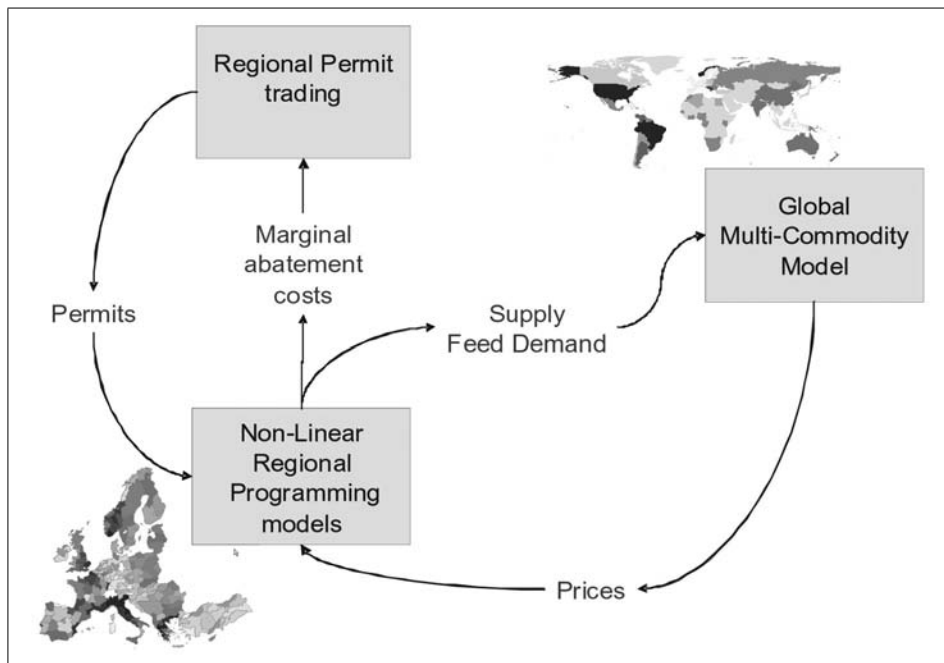 Regional Permit
trading
Global
Multi-Commodity
Model
Marginal
abatement
costs
Permits
Supply
Feed Demand
Non-Linear
Regional
Programming
models
Prices